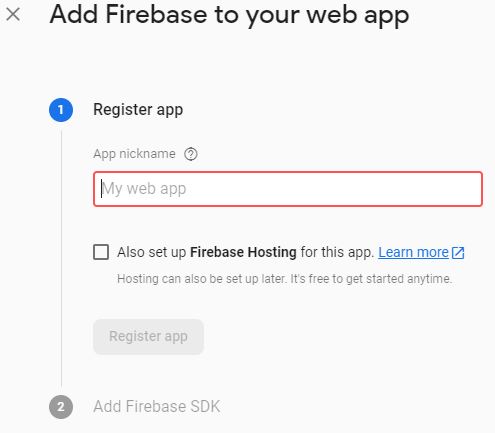 Add Firebase to your web app
1
Register app
App nickname
My web app
Also set up Firebase Hosting for this app. Learn more
Hosting can also be set up later. It's free to get started anytime.
Register app
2
Add Firebase SDK